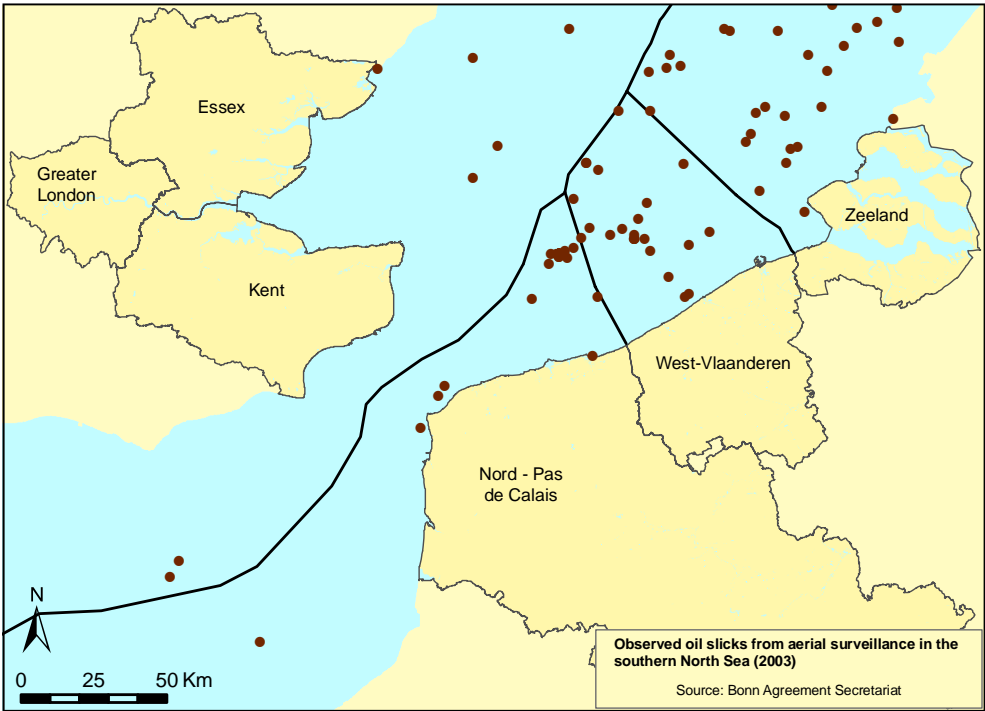 Essex
Greater
London
Zeeland
Kent
West-Vlaanderen
Nord - Pas
de Calais
N
0 25 50 Km
Observed oil slicks from aerial surveillance in the
southern North Sea (2003)
Source: Bonn Agreement Secretariat